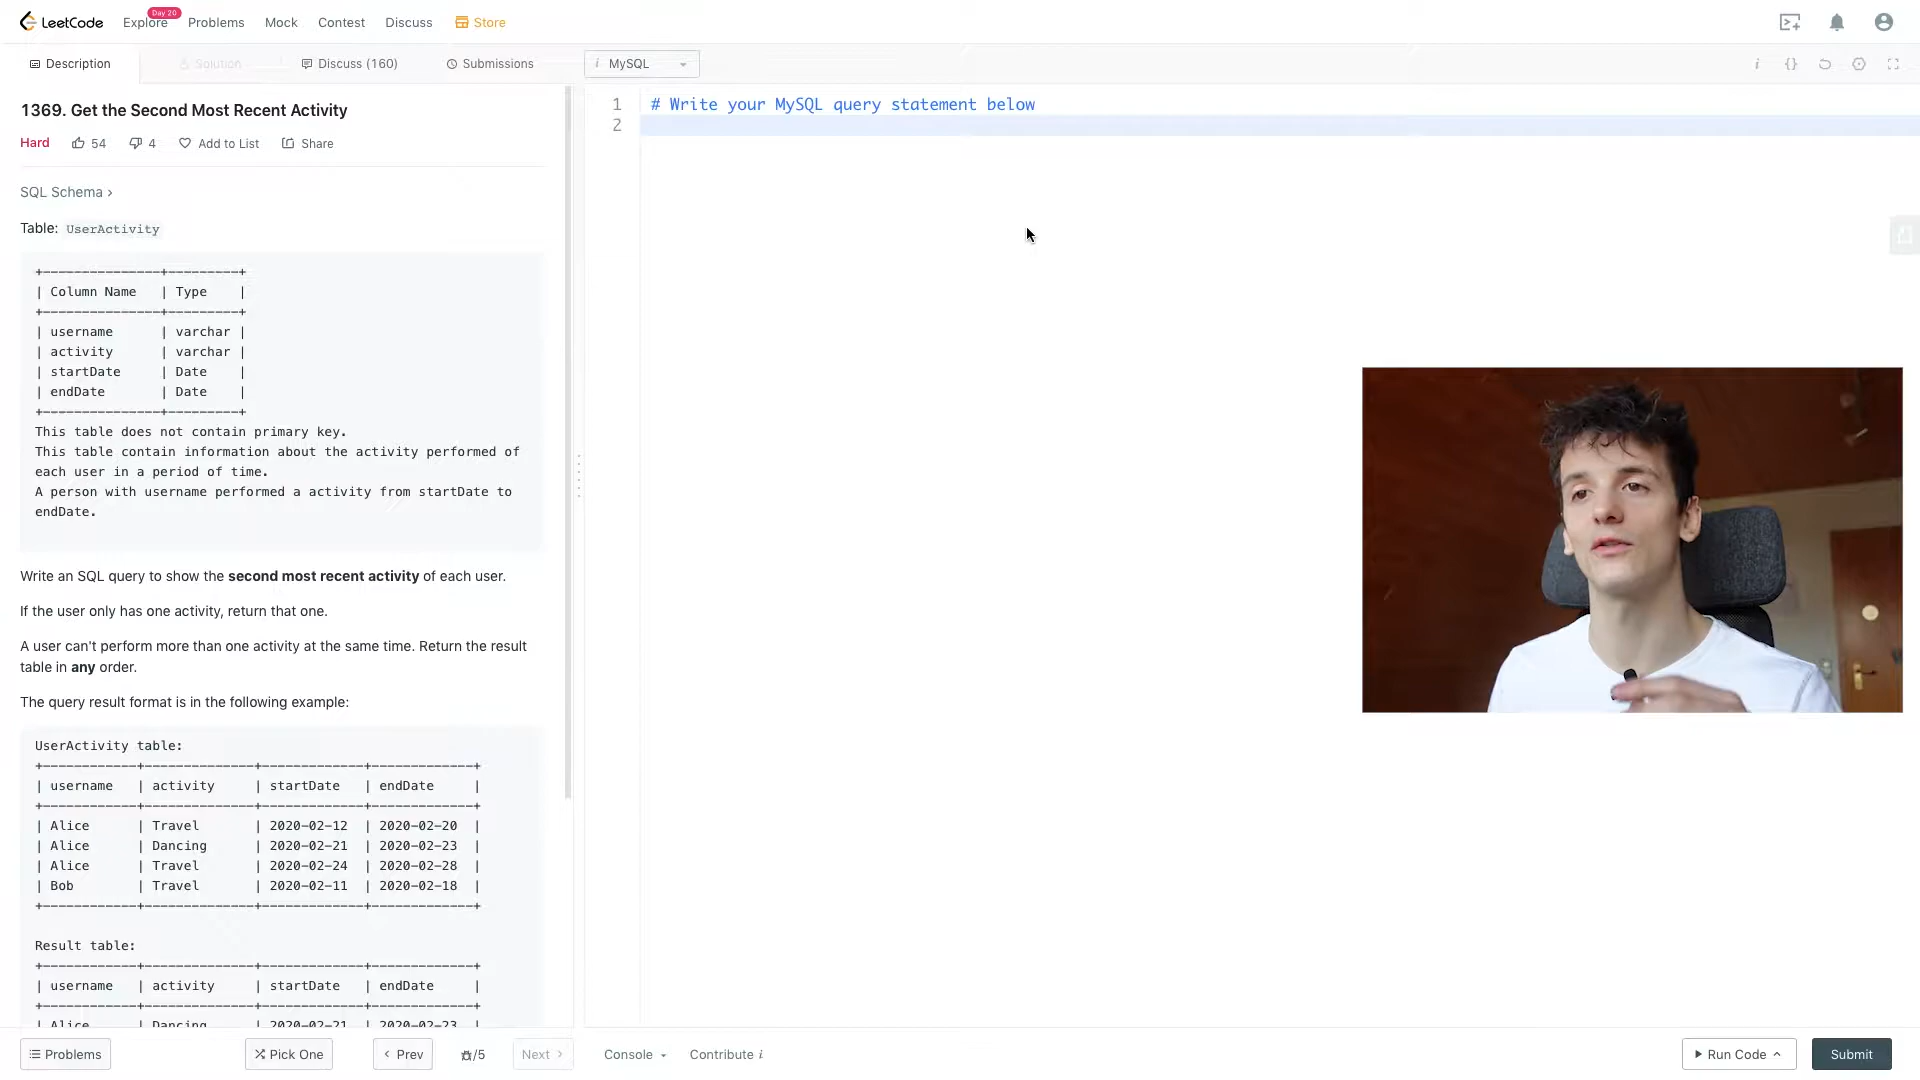 LeetCode
Explore
Day 20
Problems
Mock
Contest
Discuss
Store
Description
Solution
Discuss (160)
Submissions
i MySQL
i {}
1369. Get the Second Most Recent Activity
Hard 54 4 Add to List Share
SQL Schema ›
Table: UserActivity
+---------------+---------+
| Column Name   | Type    |
+---------------+---------+
| username      | varchar |
| activity      | varchar |
| startDate     | Date    |
| endDate       | Date    |
+---------------+---------+
This table does not contain primary key.
This table contain information about the activity performed of
each user in a period of time.
A person with username performed a activity from startDate to
endDate.
Write an SQL query to show the second most recent activity of each user.
If the user only has one activity, return that one.
A user can't perform more than one activity at the same time. Return the result
table in any order.
The query result format is in the following example:
UserActivity table:
+------------+--------------+-------------+-------------+
| username   | activity     | startDate   | endDate     |
+------------+--------------+-------------+-------------+
| Alice      | Travel       | 2020-02-12  | 2020-02-20  |
| Alice      | Dancing      | 2020-02-21  | 2020-02-23  |
| Alice      | Travel       | 2020-02-24  | 2020-02-28  |
| Bob        | Travel       | 2020-02-11  | 2020-02-18  |
+------------+--------------+-------------+-------------+
Result table:
+------------+--------------+-------------+-------------+
| username   | activity     | startDate   | endDate     |
+------------+--------------+-------------+-------------+
| Alice      | Dancing      | 2020-02-21  | 2020-02-23  |
1 # Write your MySQL query statement below
2
Problems
Pick One
‹ Prev
/5
Next ›
Console
Contribute i
Run Code
Submit